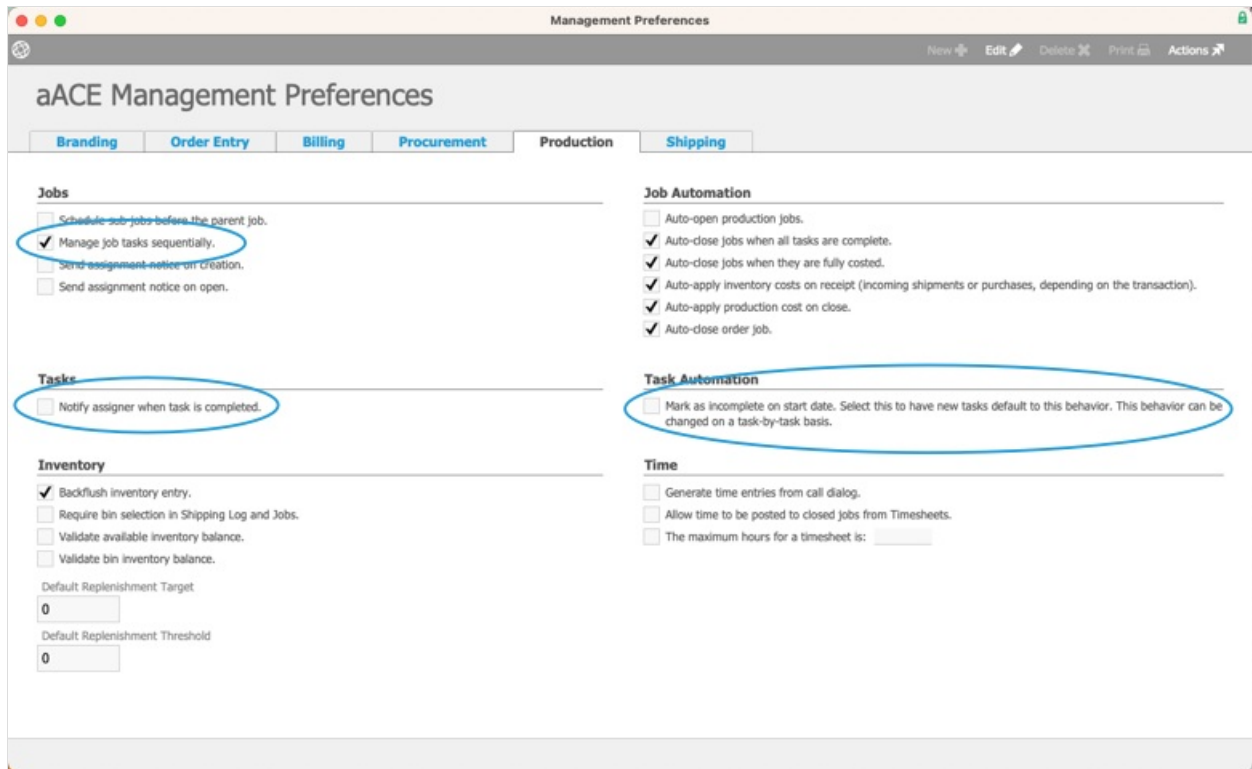 Management Preferences
New Edit Delete Print Actions
aACE Management Preferences
Branding Order Entry Billing Procurement Production Shipping
Jobs
Schedule sub jobs before the parent job.
Manage job tasks sequentially.
Send assignment notice on creation.
Send assignment notice on open.
Job Automation
Auto-open production jobs.
Auto-close jobs when all tasks are complete.
Auto-close jobs when they are fully costed.
Auto-apply inventory costs on receipt (incoming shipments or purchases, depending on the transaction).
Auto-apply production cost on close.
Auto-close order job.
Tasks
Notify assigner when task is completed.
Task Automation
Mark as incomplete on start date. Select this to have new tasks default to this behavior. This behavior can be
changed on a task-by-task basis.
Inventory
Backflush inventory entry.
Require bin selection in Shipping Log and Jobs.
Validate available inventory balance.
Validate bin inventory balance.
Default Replenishment Target
0
Default Replenishment Threshold
0
Time
Generate time entries from call dialog.
Allow time to be posted to closed jobs from Timesheets.
The maximum hours for a timesheet is: